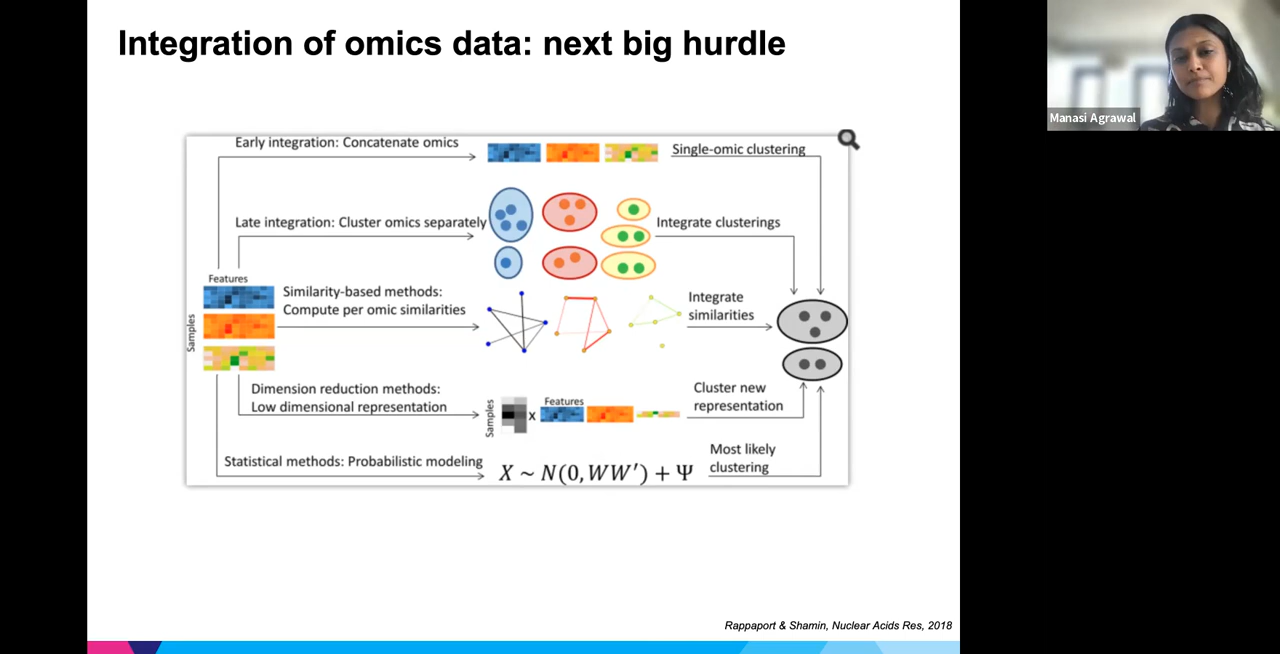 Integration of omics data: next big hurdle
Manasi Agrawal
Early integration: Concatenate omics
Single-omic clustering
Late integration: Cluster omics separately
Integrate clusterings
Features
Samples
Similarity-based methods:
Compute per omic similarities
Integrate
similarities
Dimension reduction methods:
Low dimensional representation
Samples
X
Features
Cluster new
representation
Statistical methods: Probabilistic modeling
X ~ N(0, WW′) + Ψ
Most likely
clustering
Rappaport & Shamin, Nucleic Acids Res, 2018